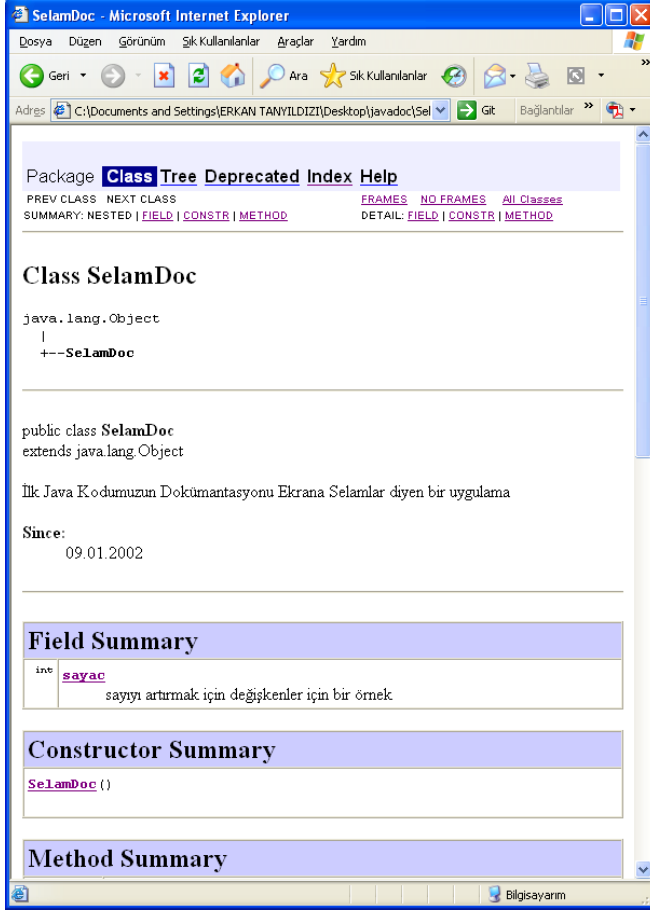 SelamDoc - Microsoft Internet Explorer
Dosya Düzen Görünüm Sık Kullanılanlar Araçlar Yardım
Geri Ara Sık Kullanılanlar »
Adres C:\Documents and Settings\ERKAN TANYILDIZI\Desktop\javadoc\Sel Git Bağlantılar »
Package Class Tree Deprecated Index Help
PREV CLASS NEXT CLASS FRAMES NO FRAMES All Classes
SUMMARY: NESTED | FIELD | CONSTR | METHOD DETAIL: FIELD | CONSTR | METHOD
Class SelamDoc
java.lang.Object
|
+--SelamDoc
public class SelamDoc
extends java.lang.Object
İlk Java Kodumuzun Dokümantasyonu Ekrana Selamlar diyen bir uygulama
Since:
09.01.2002
Field Summary
int sayac
sayıyı artırmak için değişkenler için bir örnek
Constructor Summary
SelamDoc()
Method Summary
Bilgisayarım